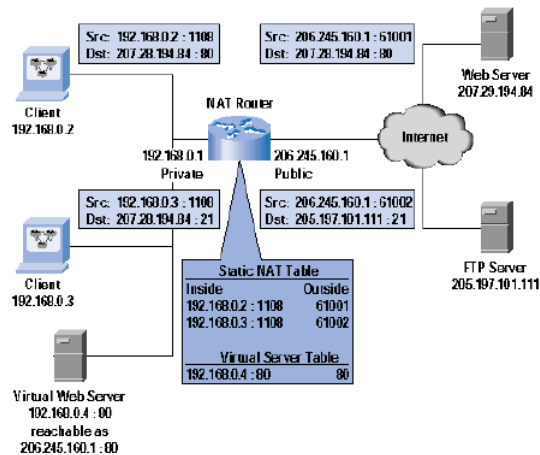 Src: 192.168.0.2 : 1108
Dst: 207.28.194.84 : 80
Src: 206.245.160.1 : 61001
Dst: 207.28.194.84 : 80
Client
192.168.0.2
NAT Router
Web Server
207.29.194.84
Internet
192.168.0.1
Private
206.245.160.1
Public
Src: 192.168.0.3 : 1108
Dst: 207.28.194.84 : 21
Src: 206.245.160.1 : 61002
Dst: 205.197.101.111 : 21
Client
192.168.0.3
FTP Server
205.197.101.111
Static NAT Table
Inside Outside
192.168.0.2 : 1108 61001
192.168.0.3 : 1108 61002
Virtual Server Table
192.168.0.4 : 80 80
Virtual Web Server
192.168.0.4 : 80
reachable as
206.245.160.1 : 80